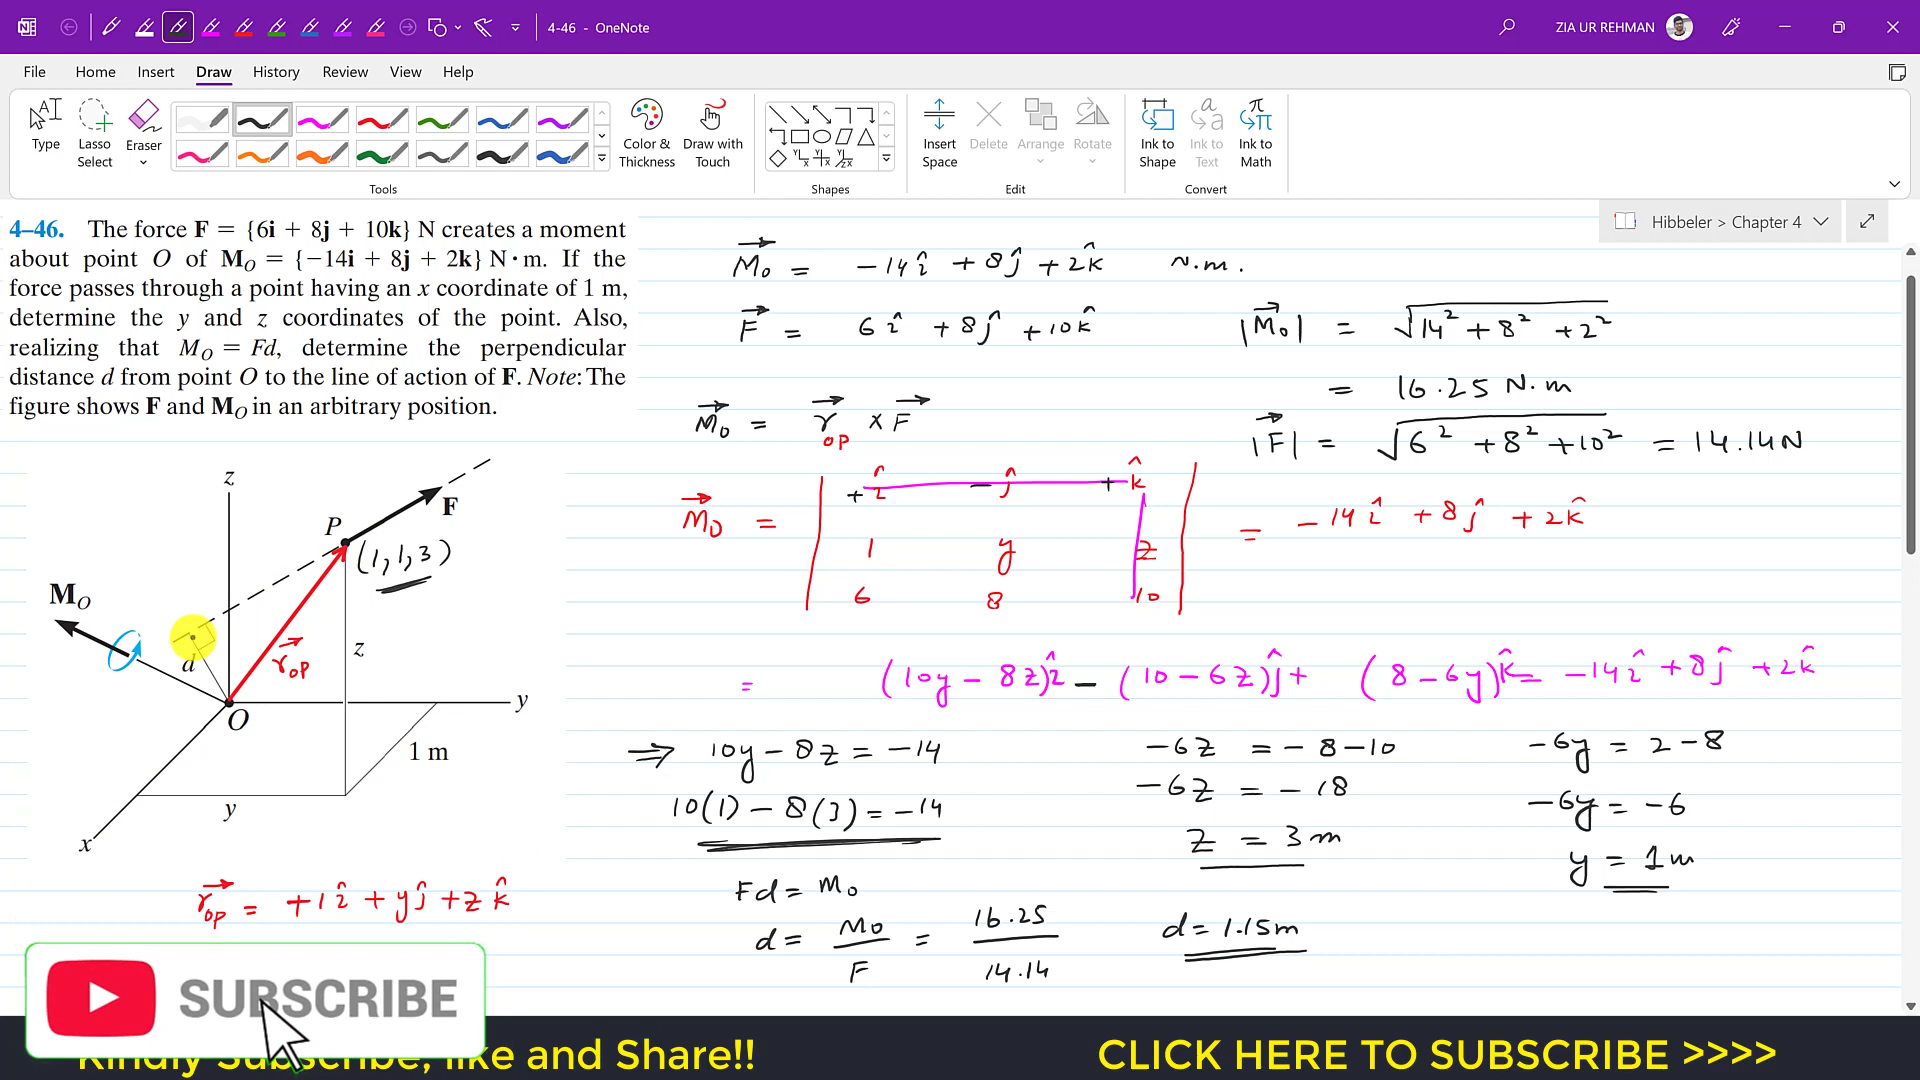 4-46 - OneNote
ZIA UR REHMAN
File Home Insert Draw History Review View Help
Type
Lasso Select
Eraser
Color & Thickness
Draw with Touch
Insert Space
Delete
Arrange
Rotate
Ink to Shape
Ink to Text
Ink to Math
Tools
Shapes
Edit
Convert
Hibbeler > Chapter 4
4–46. The force F = {6i + 8j + 10k} N creates a moment
about point O of M_O = {−14i + 8j + 2k} N·m. If the
force passes through a point having an x coordinate of 1 m,
determine the y and z coordinates of the point. Also,
realizing that M_O = Fd, determine the perpendicular
distance d from point O to the line of action of F. Note: The
figure shows F and M_O in an arbitrary position.
z
P
F
(1,1,3)
M_O
d
r_OP
z
O
y
1 m
y
x
r_OP = +1î + yĵ + z k̂
M_O = -14î + 8ĵ + 2k̂ N.m.
F = 6î + 8ĵ + 10k̂
|M_O| = √14² + 8² + 2²
= 16.25 N.m
M_O = r_OP × F
|F| = √6² + 8² + 10² = 14.14N
M_O = | +î -ĵ +k̂ | = -14î + 8ĵ + 2k̂
1 y z
6 8 10
= (10y - 8z)î - (10 - 6z)ĵ + (8 - 6y)k̂ = -14î + 8ĵ + 2k̂
⇒ 10y - 8z = -14
10(1) - 8(3) = -14
-6z = -8-10
-6z = -18
z = 3m
-6y = 2-8
-6y = -6
y = 1m
Fd = M_O
d = M_O/F = 16.25/14.14
d = 1.15m
SUBSCRIBE
Kindly Subscribe, like and Share!!
CLICK HERE TO SUBSCRIBE >>>>